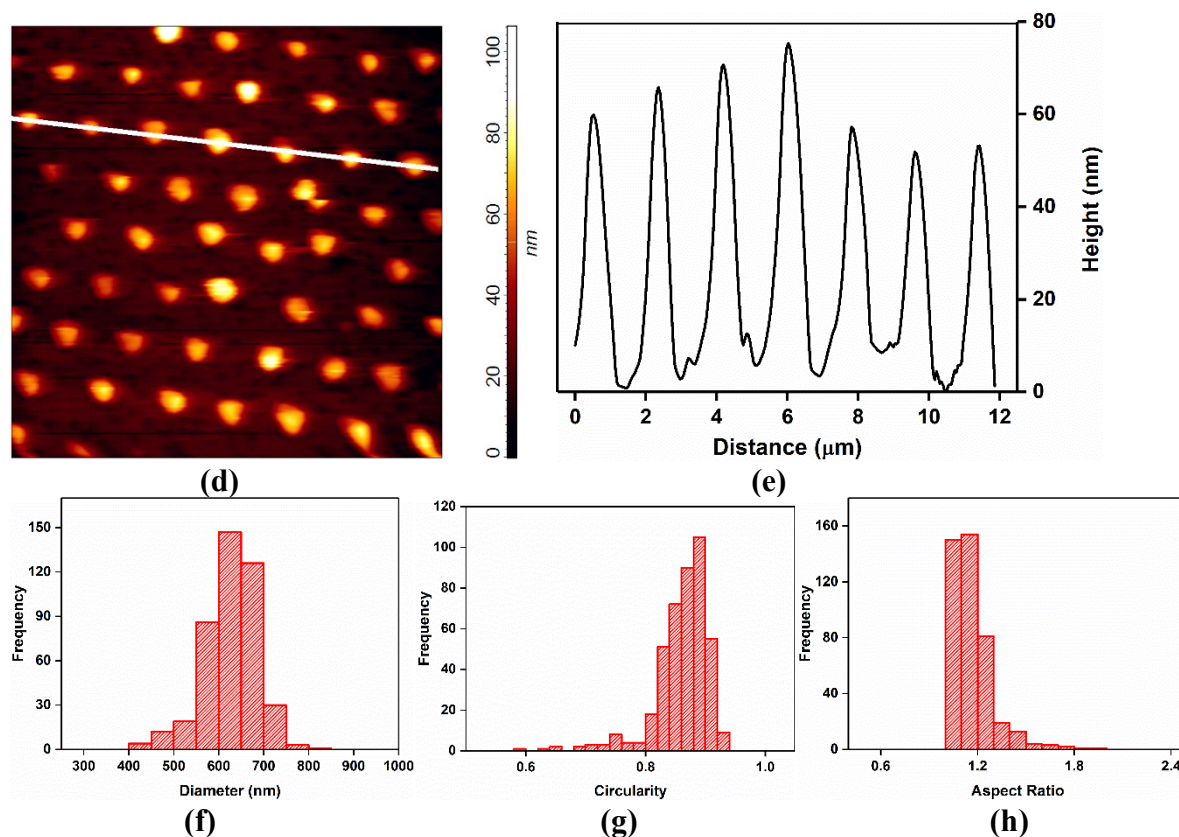 100
80
60
40
20
0
nm
(d)
80
60
40
20
0
Height (nm)
0 2 4 6 8 10 12
Distance (μm)
(e)
150
120
90
60
30
0
Frequency
300 400 500 600 700 800 900 1000
Diameter (nm)
(f)
120
100
80
60
40
20
0
Frequency
0.6 0.8 1.0
Circularity
(g)
160
120
80
40
0
Frequency
0.6 1.2 1.8 2.4
Aspect Ratio
(h)